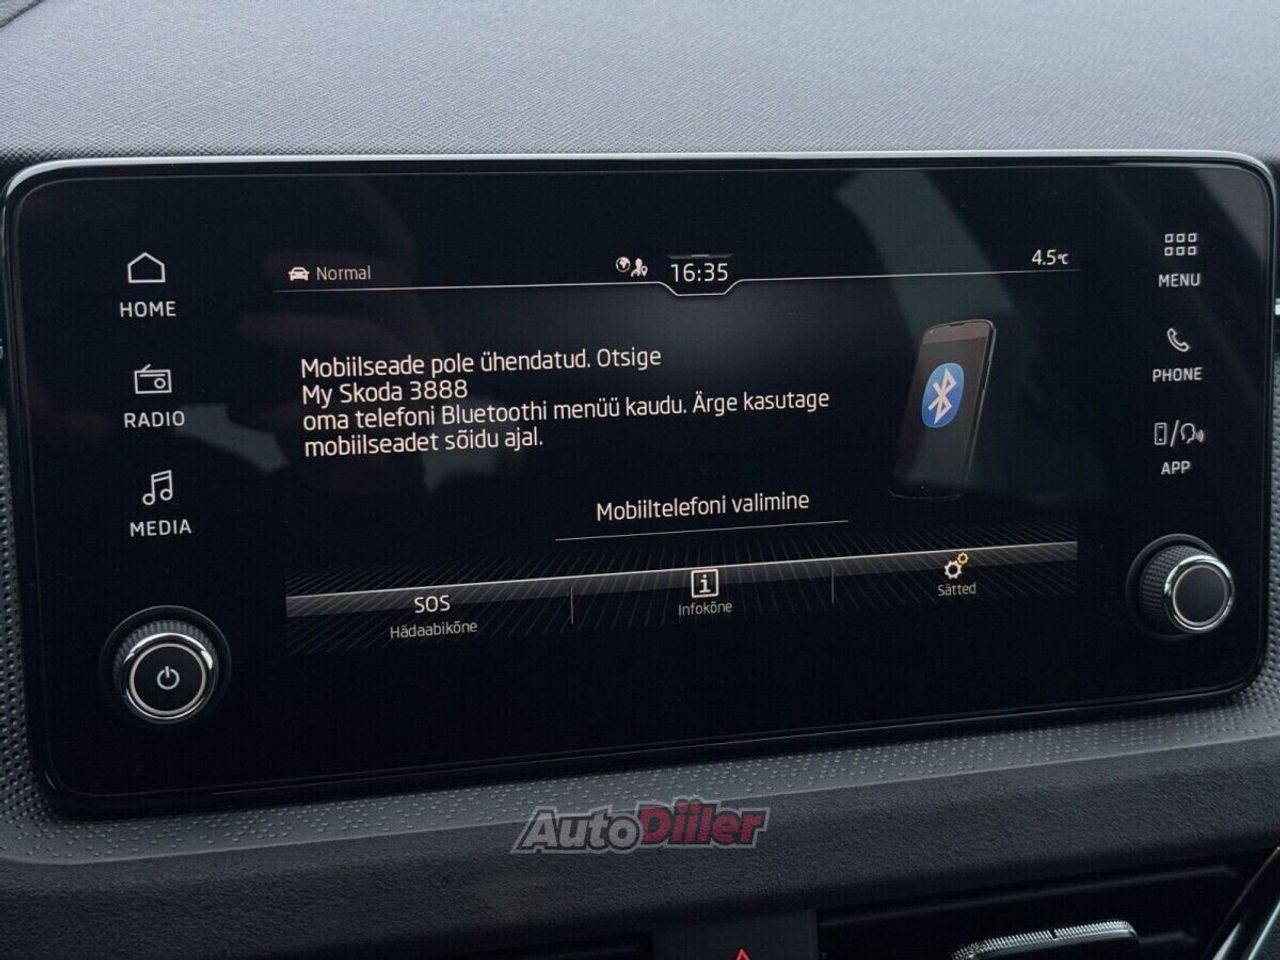 HOME
RADIO
MEDIA
Normal
16:35
4.5°C
Mobiilseade pole ühendatud. Otsige
My Skoda 3888
oma telefoni Bluetoothi menüü kaudu. Ärge kasutage
mobiilseadet sõidu ajal.
Mobiiltelefoni valimine
SOS
Hädaabikõne
Infokõne
Sätted
MENU
PHONE
APP
AutoDiiler